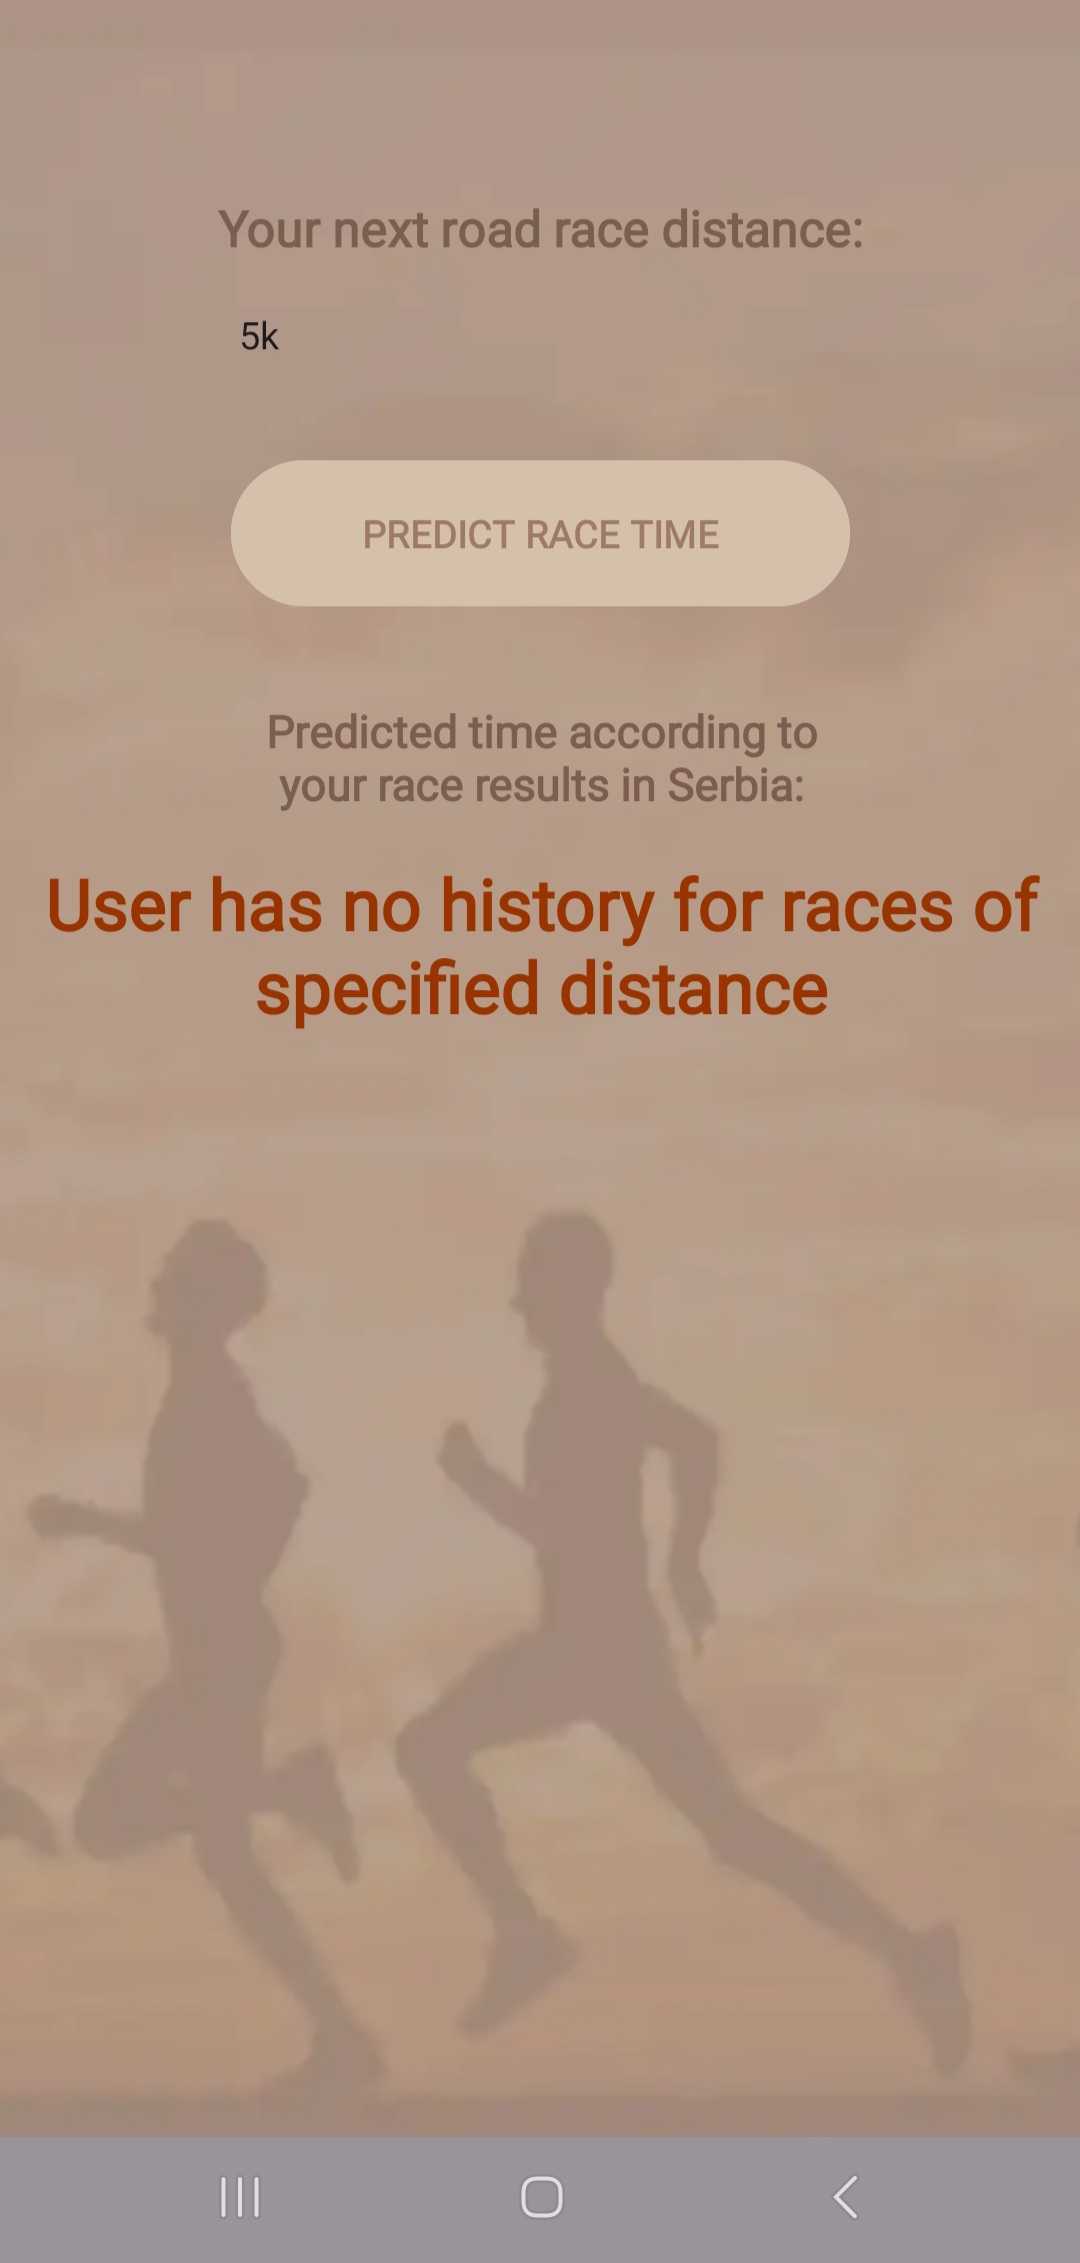 Your next road race distance:
5k
PREDICT RACE TIME
Predicted time according to
your race results in Serbia:
User has no history for races of
specified distance